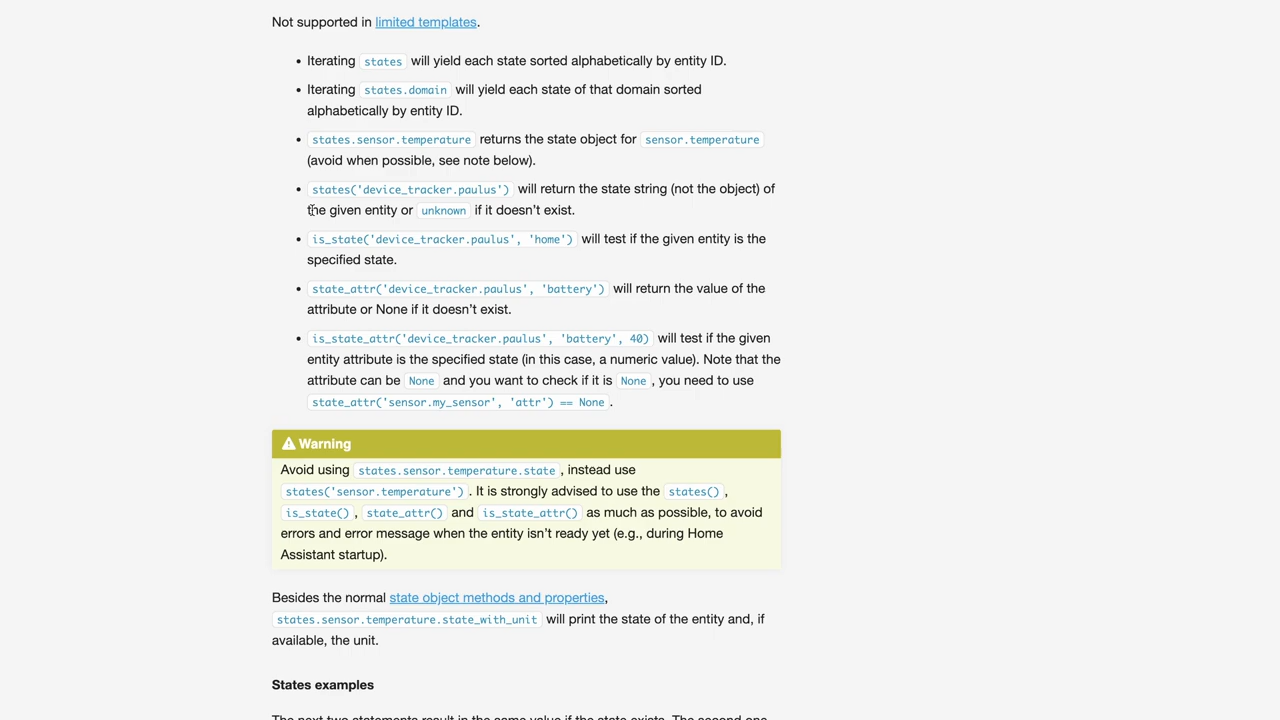 Not supported in limited templates.
• Iterating states will yield each state sorted alphabetically by entity ID.
• Iterating states.domain will yield each state of that domain sorted
alphabetically by entity ID.
• states.sensor.temperature returns the state object for sensor.temperature
(avoid when possible, see note below).
• states('device_tracker.paulus') will return the state string (not the object) of
the given entity or unknown if it doesn't exist.
• is_state('device_tracker.paulus', 'home') will test if the given entity is the
specified state.
• state_attr('device_tracker.paulus', 'battery') will return the value of the
attribute or None if it doesn't exist.
• is_state_attr('device_tracker.paulus', 'battery', 40) will test if the given
entity attribute is the specified state (in this case, a numeric value). Note that the
attribute can be None and you want to check if it is None, you need to use
state_attr('sensor.my_sensor', 'attr') == None.
Warning
Avoid using states.sensor.temperature.state, instead use
states('sensor.temperature'). It is strongly advised to use the states(),
is_state(), state_attr() and is_state_attr() as much as possible, to avoid
errors and error message when the entity isn't ready yet (e.g., during Home
Assistant startup).
Besides the normal state object methods and properties,
states.sensor.temperature.state_with_unit will print the state of the entity and, if
available, the unit.
States examples
The next two statements result in the same value if the state exists. The second one